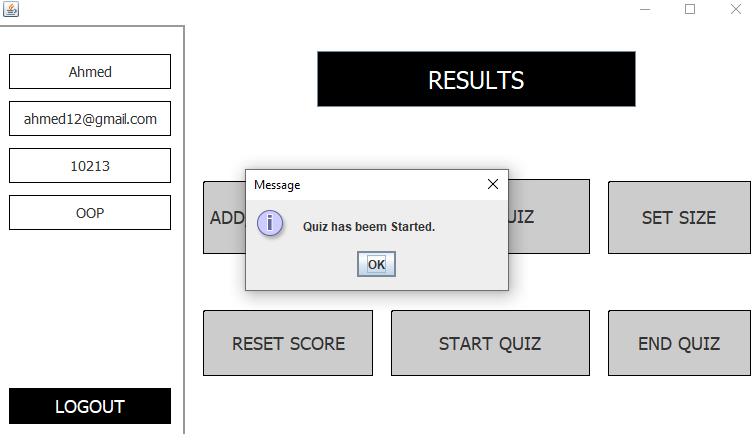 Ahmed
ahmed12@gmail.com
10213
OOP
LOGOUT
RESULTS
Message
Quiz has beem Started.
OK
ADD
SET SIZE
RESET SCORE
START QUIZ
END QUIZ